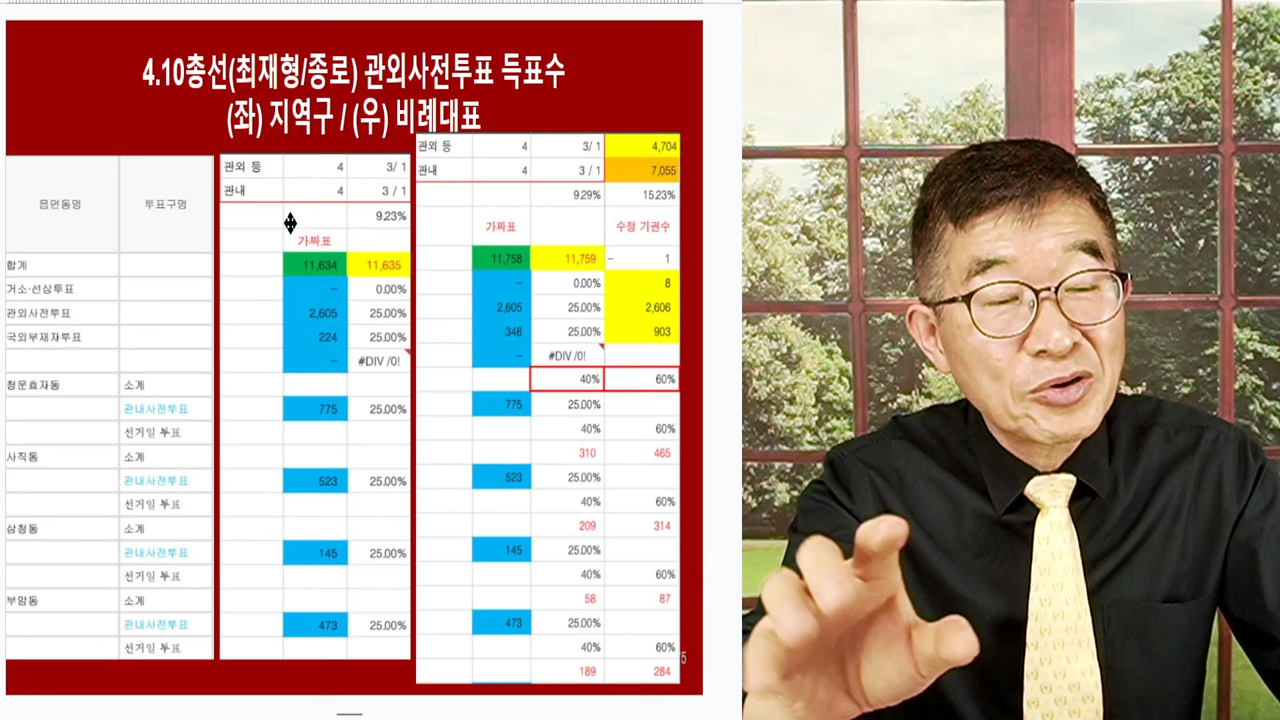 4.10총선(최재형/종로) 관외사전투표 득표수
(좌) 지역구 / (우) 비례대표
읍면동명 투표구명
합계
거소·선상투표
관외사전투표
국외부재자투표
청운효자동 소계
관내사전투표
선거일 투표
사직동 소계
관내사전투표
선거일 투표
삼청동 소계
관내사전투표
선거일 투표
부암동 소계
관내사전투표
선거일 투표
관외 등 4 3/ 1
관내 4 3 / 1
9.23%
가짜표
11,634 11,635
– 0.00%
2,605 25.00%
224 25.00%
– #DIV /0!
775 25.00%
523 25.00%
145 25.00%
473 25.00%
관외 등 4 3/ 1 4,704
관내 4 3 / 1 7,055
9.29% 15.23%
가짜표 수정 기권수
11,758 11,759 – 1
– 0.00% 8
2,605 25.00% 2,606
348 25.00% 903
– #DIV /0!
40% 60%
775 25.00%
40% 60%
310 465
523 25.00%
40% 60%
209 314
145 25.00%
40% 60%
58 87
473 25.00%
40% 60%
189 284
5